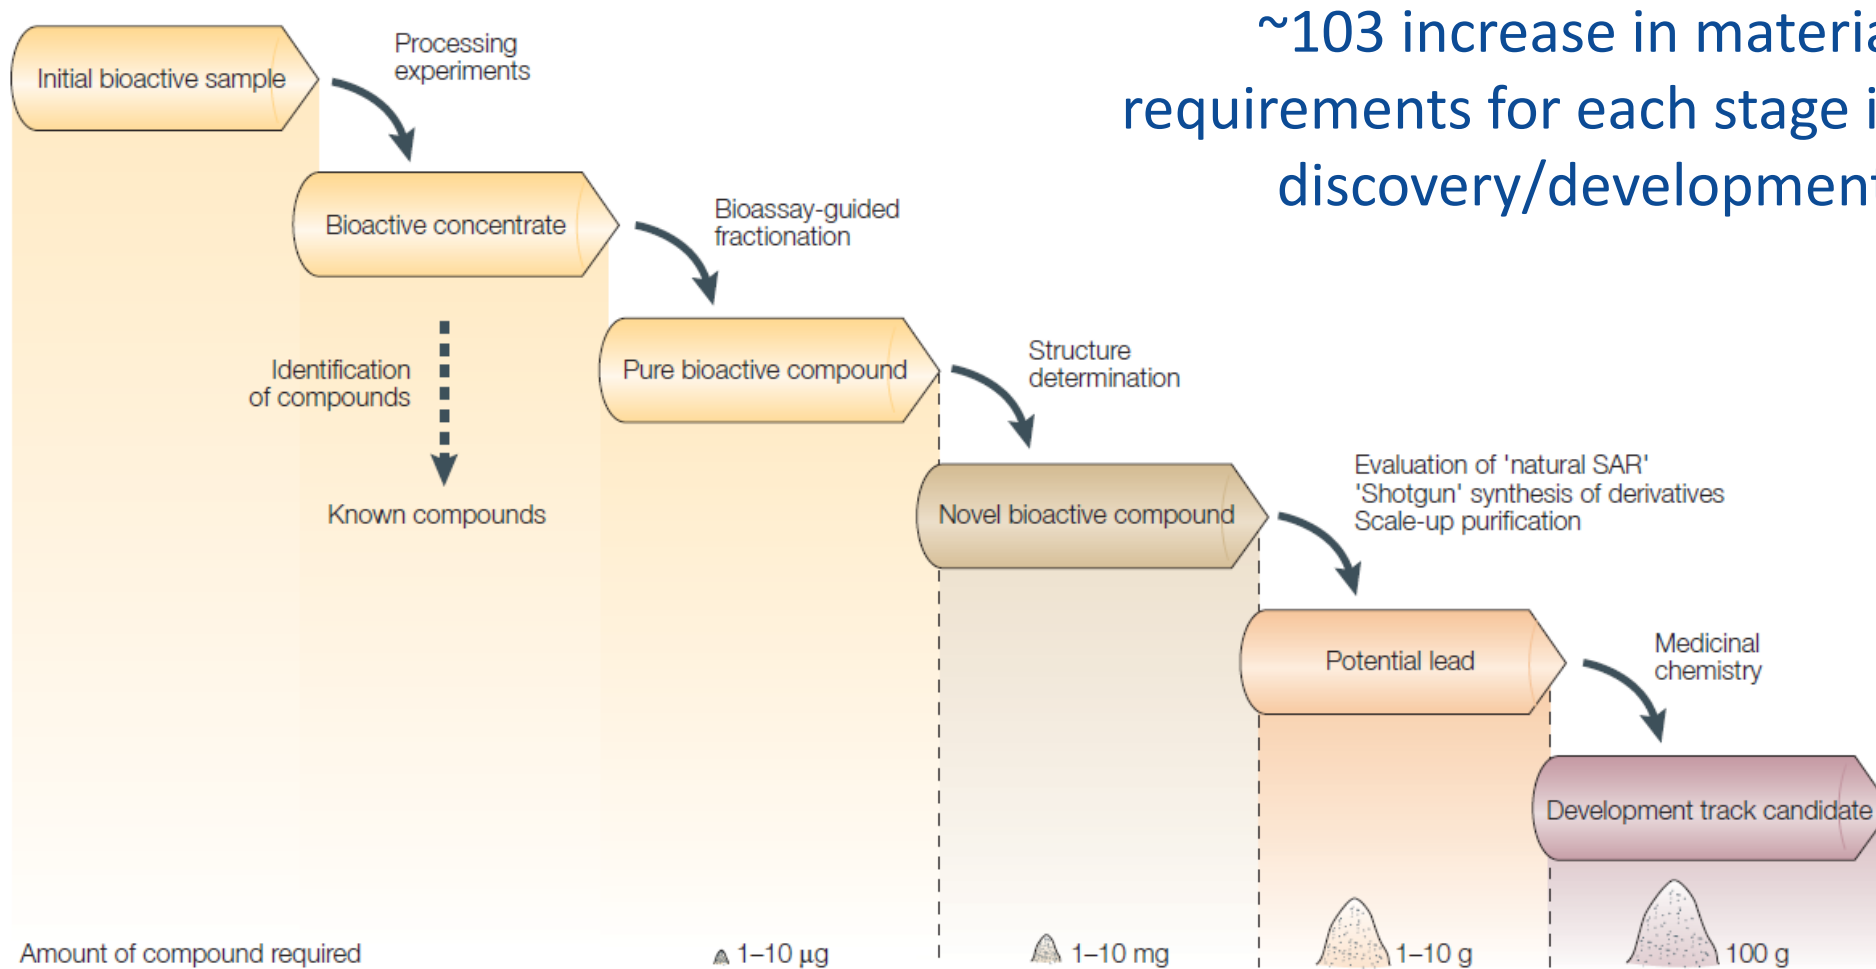 ~103 increase in materia
requirements for each stage i
discovery/development
Initial bioactive sample
Processing
experiments
Bioactive concentrate
Bioassay-guided
fractionation
Identification
of compounds
Known compounds
Pure bioactive compound
Structure
determination
Novel bioactive compound
Evaluation of 'natural SAR'
'Shotgun' synthesis of derivatives
Scale-up purification
Potential lead
Medicinal
chemistry
Development track candidate
Amount of compound required
1–10 µg
1–10 mg
1–10 g
100 g